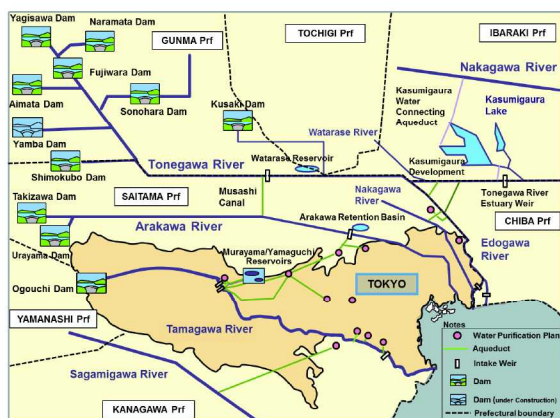 Yagisawa Dam
Naramata Dam
GUNMA Prf
TOCHIGI Prf
IBARAKI Prf
Fujiwara Dam
Nakagawa River
Aimata Dam
Sonohara Dam
Kusaki Dam
Kasumigaura
Water
Connecting
Aqueduct
Kasumigaura
Lake
Yamba Dam
Watarase River
Tonegawa River
Watarase Reservoir
Kasumigaura
Development
Shimokubo Dam
Takizawa Dam
SAITAMA Prf
Musashi
Canal
Nakagawa
River
Tonegawa River
Estuary Weir
CHIBA Prf
Arakawa River
Arakawa Retention Basin
Edogawa
River
Urayama Dam
Murayama/Yamaguchi
Reservoirs
Ogouchi Dam
TOKYO
YAMANASHI Prf
Tamagawa River
Sagamigawa River
KANAGAWA Prf
Notes
Water Purification Plan
Aqueduct
Intake Weir
Dam
Dam (under Construction)
Prefectural boundary